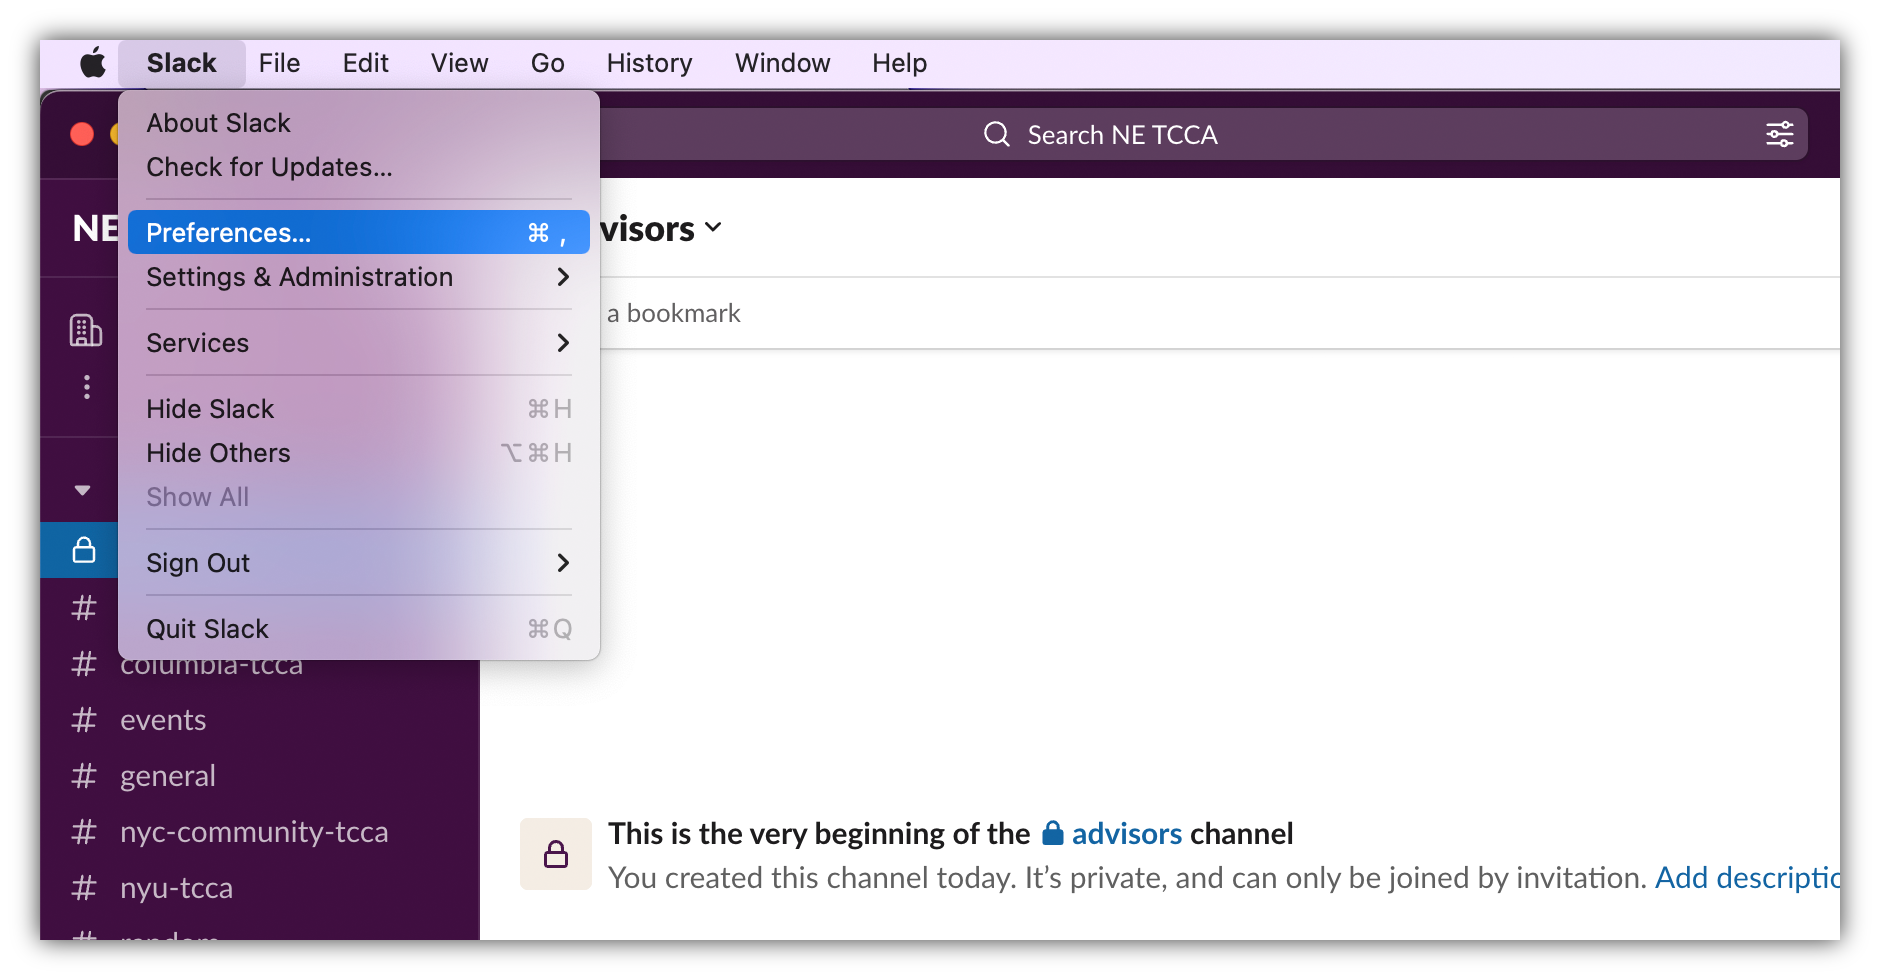 Slack File Edit View Go History Window Help
About Slack
Check for Updates...
Preferences... ⌘ ,
Settings & Administration
Services
Hide Slack ⌘H
Hide Others ⌥⌘H
Show All
Sign Out
Quit Slack ⌘Q
Search NE TCCA
NE
visors
a bookmark
# columbia-tcca
# events
# general
# nyc-community-tcca
# nyu-tcca
# random
This is the very beginning of the advisors channel
You created this channel today. It’s private, and can only be joined by invitation. Add descriptio